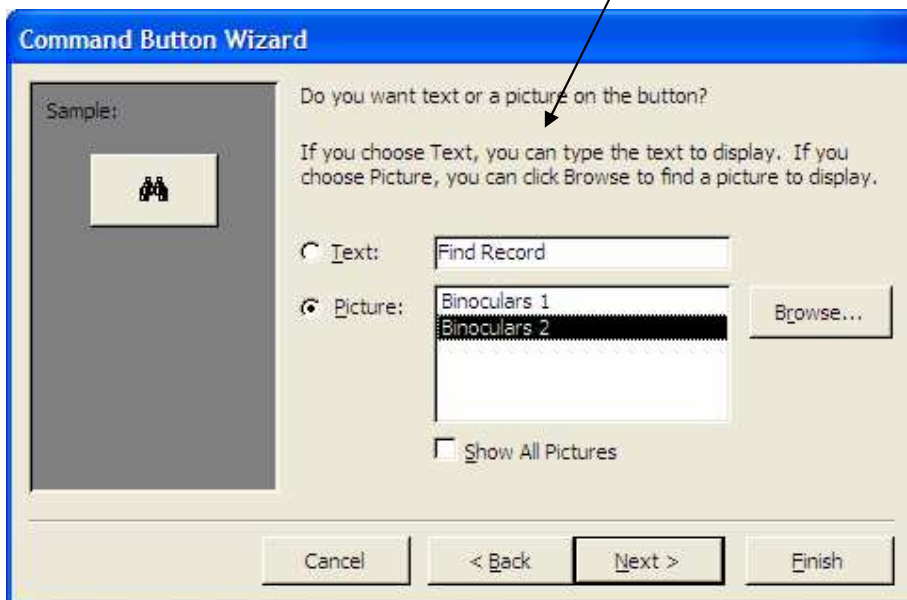 Command Button Wizard
Sample:
Do you want text or a picture on the button?
If you choose Text, you can type the text to display. If you
choose Picture, you can click Browse to find a picture to display.
Text:
Find Record
Picture:
Binoculars 1
Binoculars 2
Browse...
Show All Pictures
Cancel
< Back
Next >
Finish